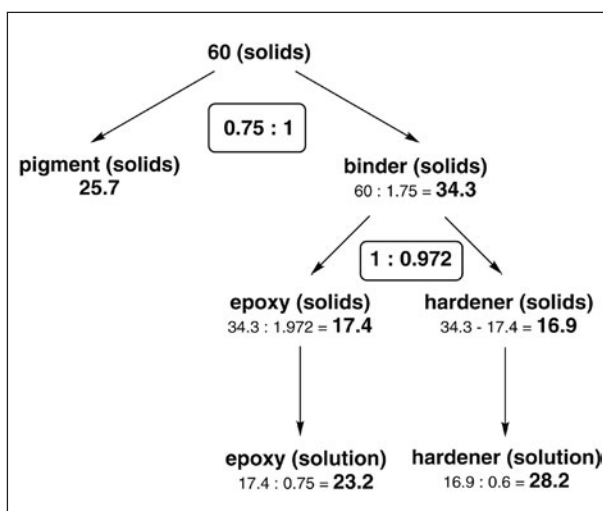 60 (solids)
0.75 : 1
pigment (solids)
25.7
binder (solids)
60 : 1.75 = 34.3
1 : 0.972
epoxy (solids)
34.3 : 1.972 = 17.4
hardener (solids)
34.3 - 17.4 = 16.9
epoxy (solution)
17.4 : 0.75 = 23.2
hardener (solution)
16.9 : 0.6 = 28.2